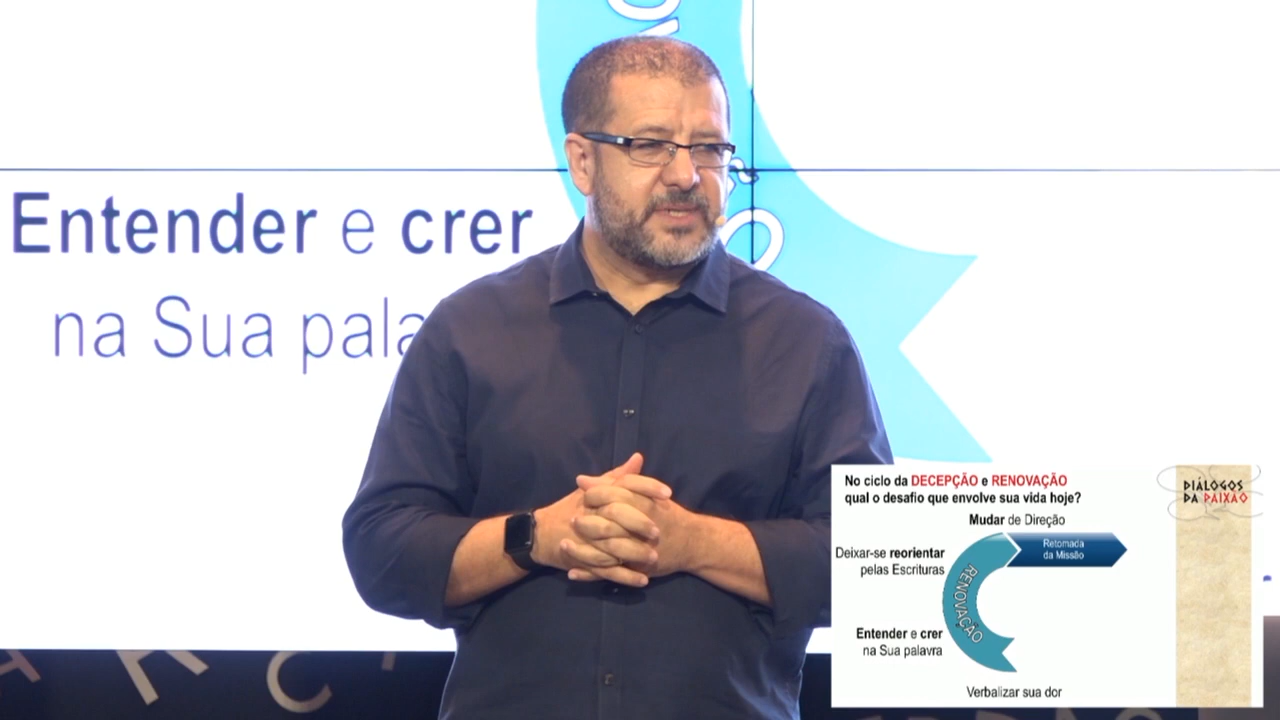 Entender e crer
na Sua pala
No ciclo da DECEPÇÃO e RENOVAÇÃO
qual o desafio que envolve sua vida hoje?
DIÁLOGOS
DA PAIXÃO
Mudar de Direção
Retomada
da Missão
Deixar-se reorientar
pelas Escrituras
RENOVAÇÃO
Entender e crer
na Sua palavra
Verbalizar sua dor